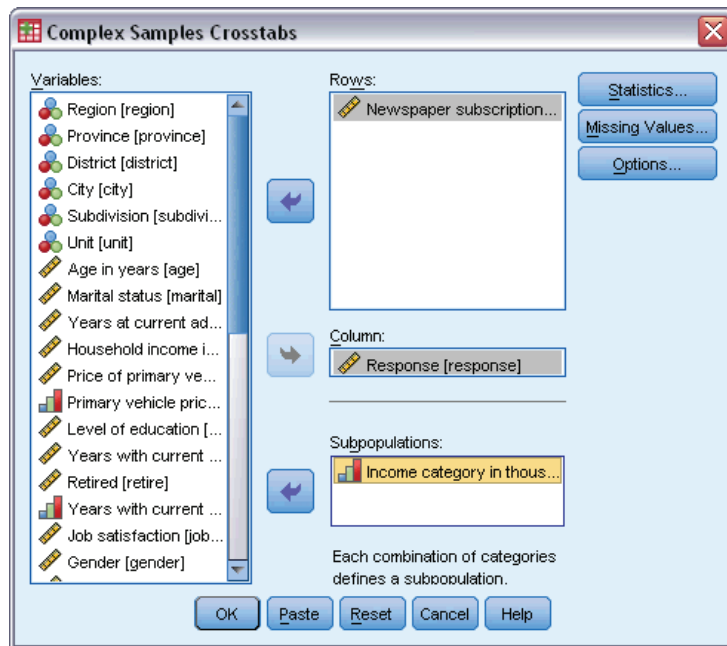 Complex Samples Crosstabs
Variables:
Region [region]
Province [province]
District [district]
City [city]
Subdivision [subdivi...
Unit [unit]
Age in years [age]
Marital status [marital]
Years at current ad...
Household income i...
Price of primary ve...
Primary vehicle pric...
Level of education [...
Years with current ...
Retired [retire]
Years with current ...
Job satisfaction [job...
Gender [gender]
Rows:
Newspaper subscription...
Column:
Response [response]
Subpopulations:
Income category in thous...
Each combination of categories
defines a subpopulation.
Statistics...
Missing Values...
Options...
OK
Paste
Reset
Cancel
Help